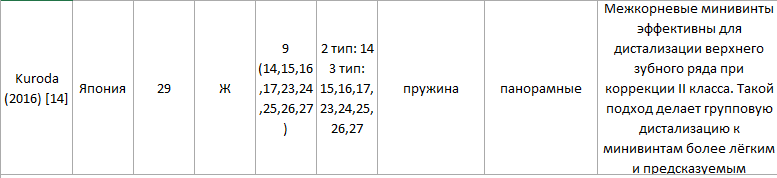 Kuroda
(2016) [14]
Япония
29
Ж
9
(14,15,16
,17,23,24
,25,26,27
)
2 тип: 14
3 тип:
15,16,17,
23,24,25,
26,27
пружина
панорамные
Межкорневые минивинты
эффективны для
дистализации верхнего
зубного ряда при
коррекции II класса. Такой
подход делает групповую
дистализацию к
минивинтам более лёгким
и предсказуемым